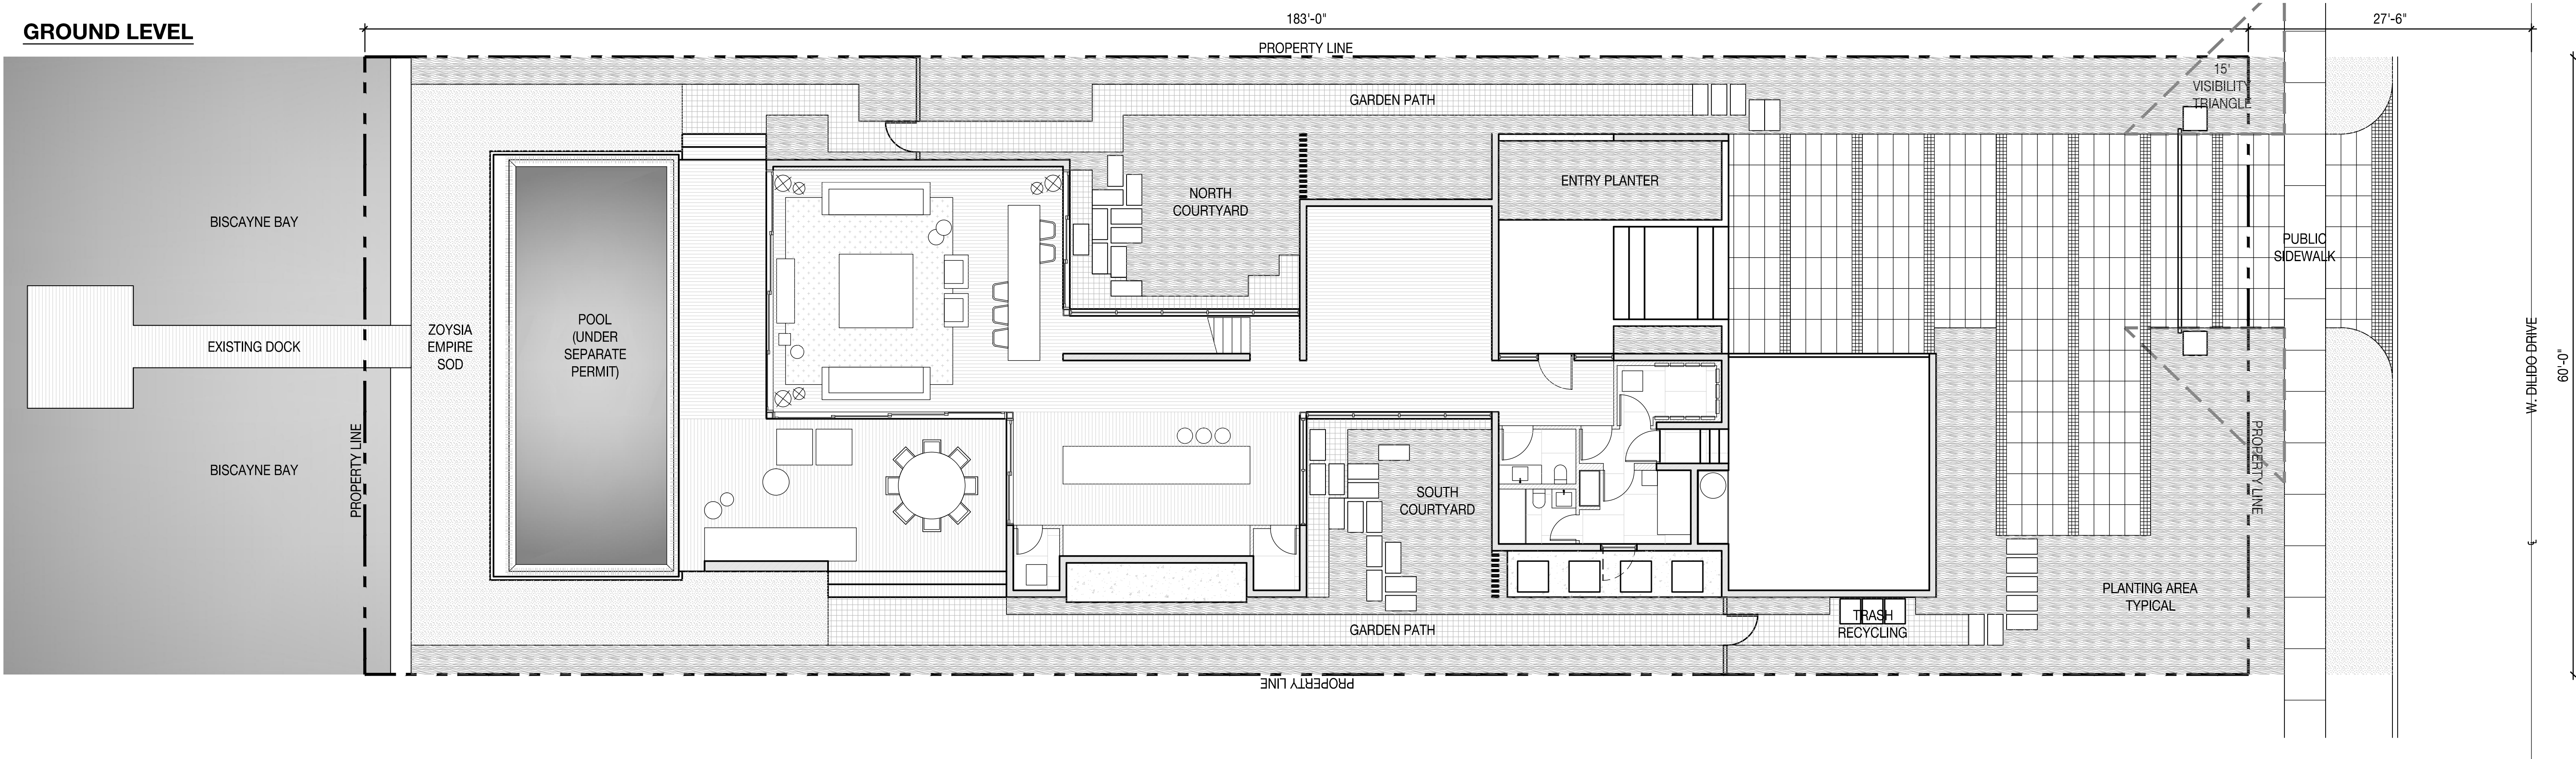 GROUND LEVEL
183'-0"
27'-6"
PROPERTY LINE
15'
VISIBILITY
TRIANGLE
GARDEN PATH
ENTRY PLANTER
NORTH
COURTYARD
BISCAYNE BAY
PUBLIC
SIDEWALK
POOL
(UNDER
SEPARATE
PERMIT)
ZOYSIA
EMPIRE
SOD
EXISTING DOCK
W. DILIDO DRIVE
60'-0"
PROPERTY LINE
BISCAYNE BAY
PROPERTY LINE
SOUTH
COURTYARD
PLANTING AREA
TYPICAL
TRASH
RECYCLING
GARDEN PATH
PROPERTY LINE